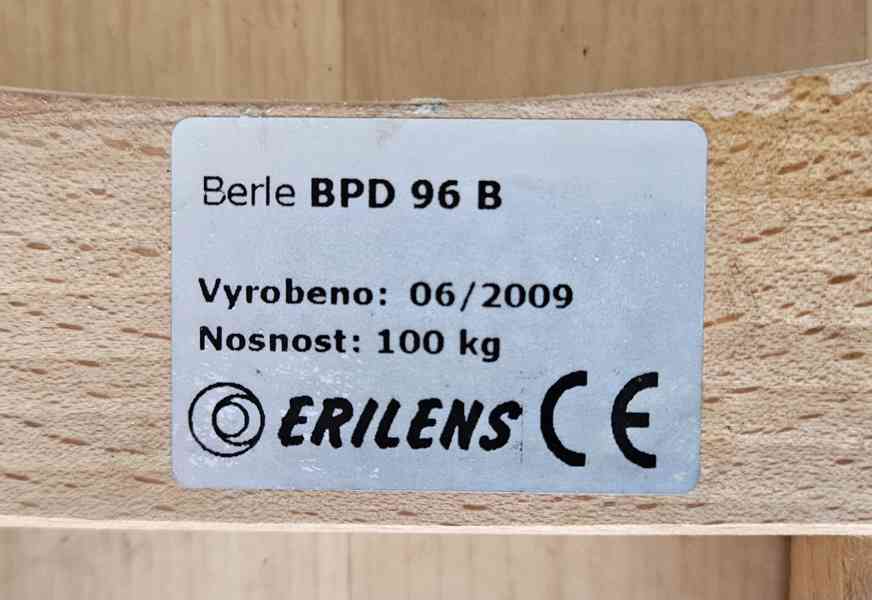 Berle BPD 96 B
Vyrobeno: 06/2009
Nosnost: 100 kg
ERILENS CE